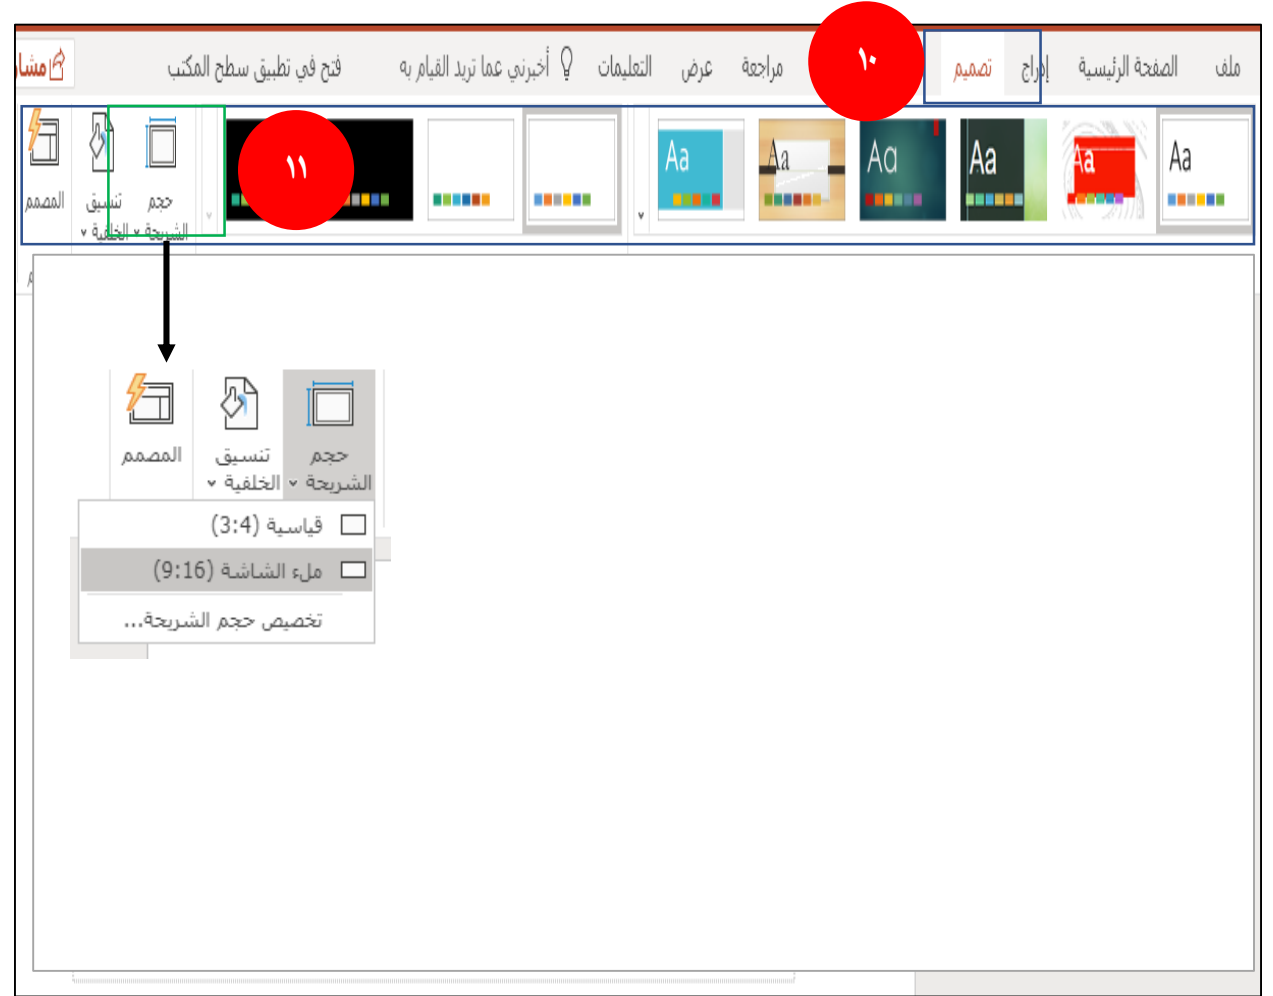 ملف الصفحة الرئيسية إدراج تصميم ١٠ مراجعة عرض التعليمات أخبرني عما تريد القيام به فتح في تطبيق سطح المكتب
Aa Aa Aa Aa Aa Aa
١١
حجم الشريحة
تنسيق الخلفية
المصمم
حجم الشريحة
تنسيق الخلفية
المصمم
قياسية (3:4)
ملء الشاشة (9:16)
تخصيص حجم الشريحة...